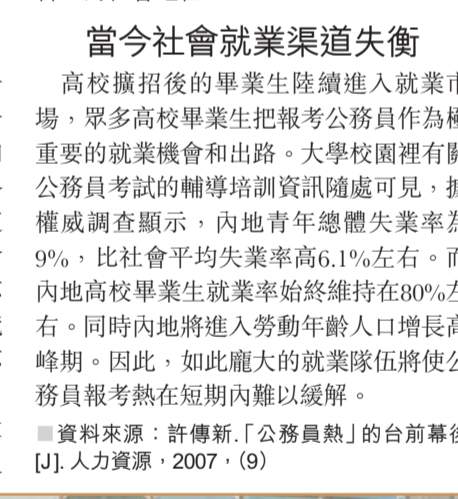 當今社會就業渠道失衡
高校擴招後的畢業生陸續進入就業市
場，眾多高校畢業生把報考公務員作為極
重要的就業機會和出路。大學校園裡有關
公務員考試的輔導培訓資訊隨處可見，據
權威調查顯示，內地青年總體失業率為
9%，比社會平均失業率高6.1%左右。而
內地高校畢業生就業率始終維持在80%左
右。同時內地將進入勞動年齡人口增長高
峰期。因此，如此龐大的就業隊伍將使公
務員報考熱在短期內難以緩解。
■資料來源：許傳新.「公務員熱」的台前幕後
[J]. 人力資源，2007，(9)